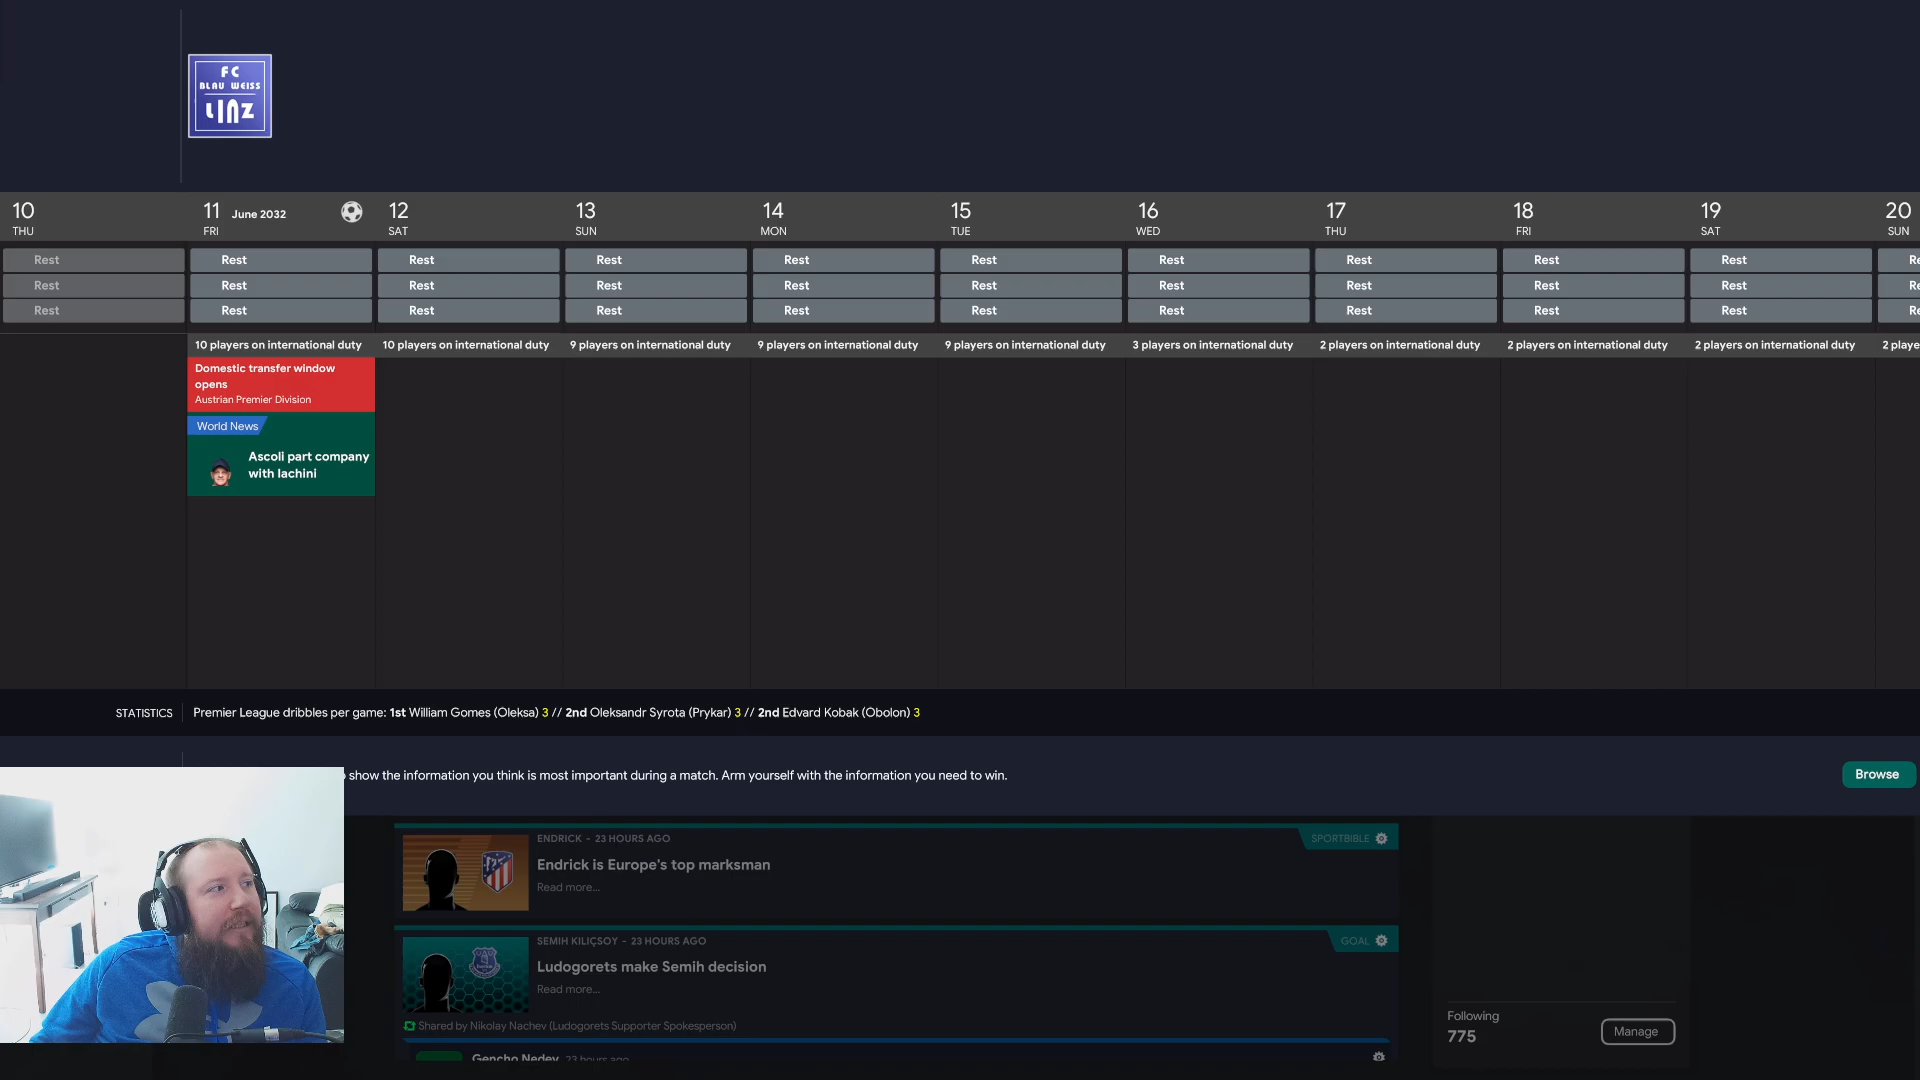 FC
BLAU WEISS
LINZ
10
THU
11 June 2032
FRI
12
SAT
13
SUN
14
MON
15
TUE
16
WED
17
THU
18
FRI
19
SAT
20
SUN
Rest Rest Rest Rest Rest Rest Rest Rest Rest Rest
Rest Rest Rest Rest Rest Rest Rest Rest Rest Rest
Rest Rest Rest Rest Rest Rest Rest Rest Rest Rest
10 players on international duty
10 players on international duty
9 players on international duty
9 players on international duty
9 players on international duty
3 players on international duty
2 players on international duty
2 players on international duty
2 players on international duty
2 playe
Domestic transfer window
opens
Austrian Premier Division
World News
Ascoli part company
with Iachini
STATISTICS
Premier League dribbles per game: 1st William Gomes (Oleksa) 3 // 2nd Oleksandr Syrota (Prykar) 3 // 2nd Edvard Kobak (Obolon) 3
show the information you think is most important during a match. Arm yourself with the information you need to win.
Browse
ENDRICK - 23 HOURS AGO
SPORTBIBLE
Endrick is Europe's top marksman
Read more...
SEMIH KILIÇSOY - 23 HOURS AGO
GOAL
Ludogorets make Semih decision
Read more...
Shared by Nikolay Nachev (Ludogorets Supporter Spokesperson)
Gencho Nedev 23 hours ago
Following
775
Manage